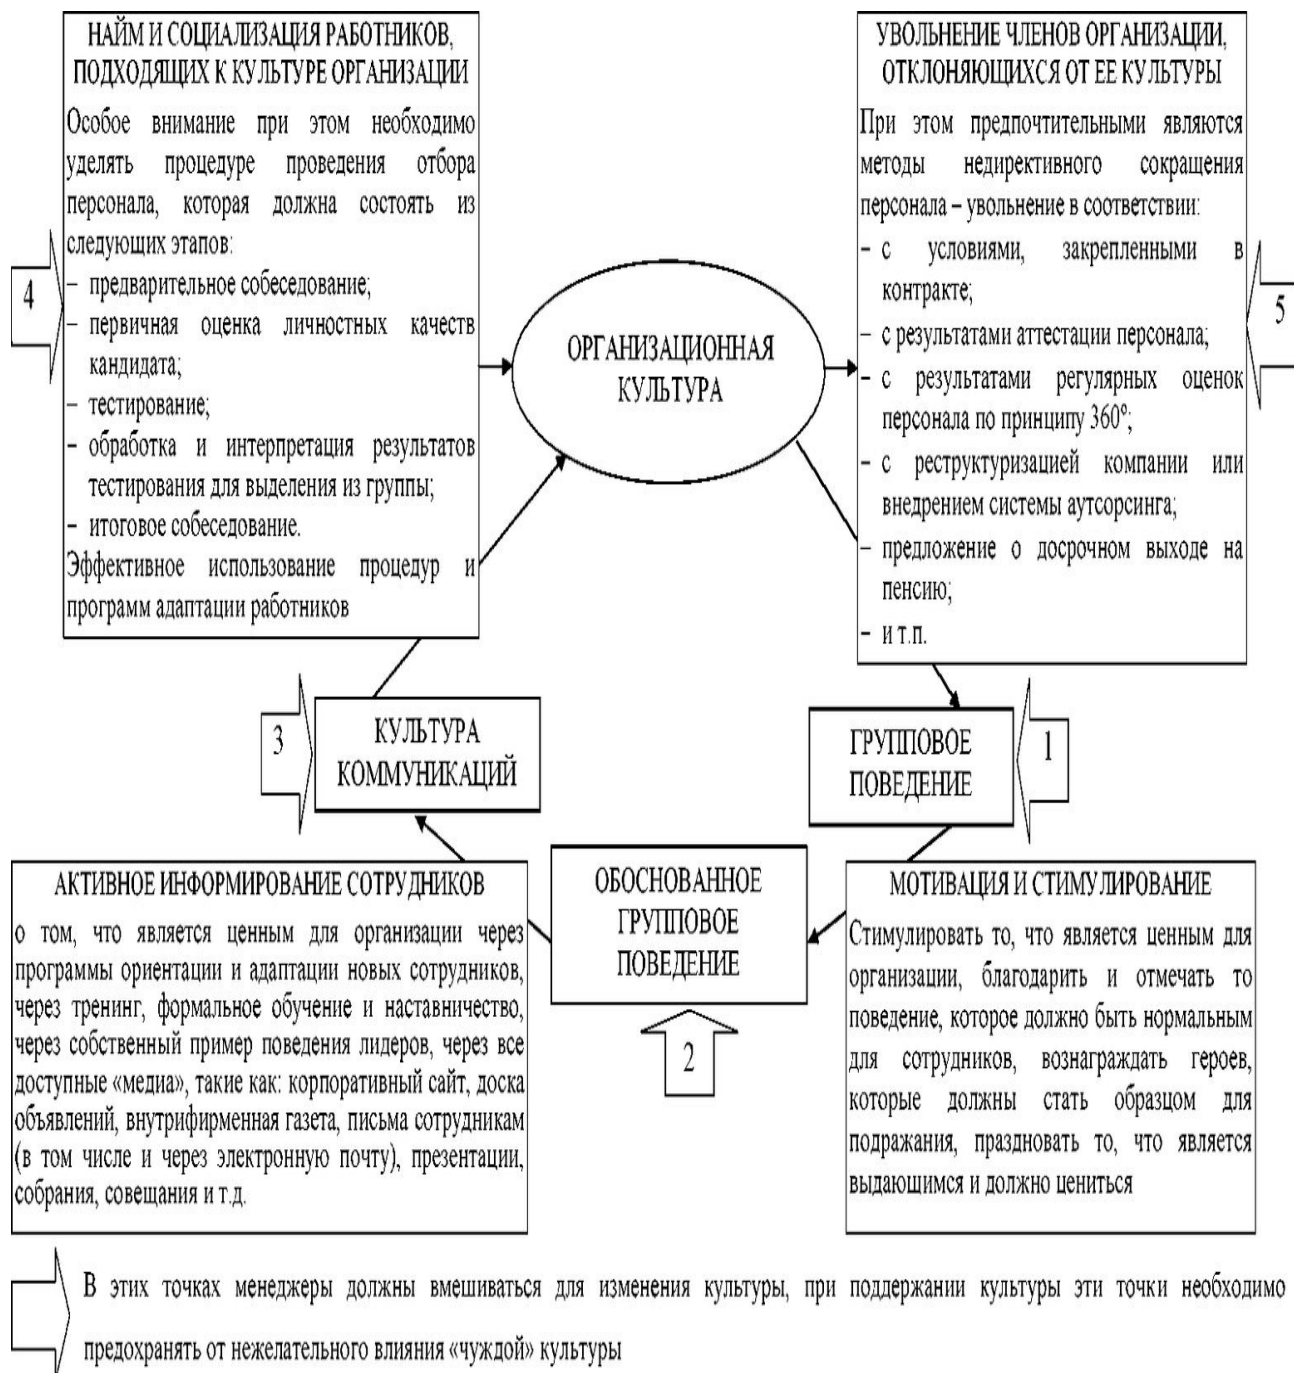 НАЙМ И СОЦИАЛИЗАЦИЯ РАБОТНИКОВ,
ПОДХОДЯЩИХ К КУЛЬТУРЕ ОРГАНИЗАЦИИ
Особое внимание при этом необходимо
уделять процедуре проведения отбора
персонала, которая должна состоять из
следующих этапов:
– предварительное собеседование;
– первичная оценка личностных качеств
кандидата;
– тестирование;
– обработка и интерпретация результатов
тестирования для выделения из группы;
– итоговое собеседование.
Эффективное использование процедур и
программ адаптации работников
4
ОРГАНИЗАЦИОННАЯ
КУЛЬТУРА
УВОЛЬНЕНИЕ ЧЛЕНОВ ОРГАНИЗАЦИИ,
ОТКЛОНЯЮЩИХСЯ ОТ ЕЕ КУЛЬТУРЫ
При этом предпочтительными являются
методы недирективного сокращения
персонала – увольнение в соответствии:
– с условиями, закрепленными в
контракте;
– с результатами аттестации персонала;
– с результатами регулярных оценок
персонала по принципу 360º;
– с реструктуризацией компании или
внедрением системы аутсорсинга;
– предложение о досрочном выходе на
пенсию;
– и т.п.
5
3
КУЛЬТУРА
КОММУНИКАЦИЙ
ГРУППОВОЕ
ПОВЕДЕНИЕ
1
АКТИВНОЕ ИНФОРМИРОВАНИЕ СОТРУДНИКОВ
о том, что является ценным для организации через
программы ориентации и адаптации новых сотрудников,
через тренинг, формальное обучение и наставничество,
через собственный пример поведения лидеров, через все
доступные «медиа», такие как: корпоративный сайт, доска
объявлений, внутрифирменная газета, письма сотрудникам
(в том числе и через электронную почту), презентации,
собрания, совещания и т.д.
ОБОСНОВАННОЕ
ГРУППОВОЕ
ПОВЕДЕНИЕ
2
МОТИВАЦИЯ И СТИМУЛИРОВАНИЕ
Стимулировать то, что является ценным для
организации, благодарить и отмечать то
поведение, которое должно быть нормальным
для сотрудников, вознаграждать героев,
которые должны стать образом для
подражания, праздновать то, что является
выдающимся и должно цениться
В этих точках менеджеры должны вмешиваться для изменения культуры, при поддержании культуры эти точки необходимо
предохранять от нежелательного влияния «чуждой» культуры